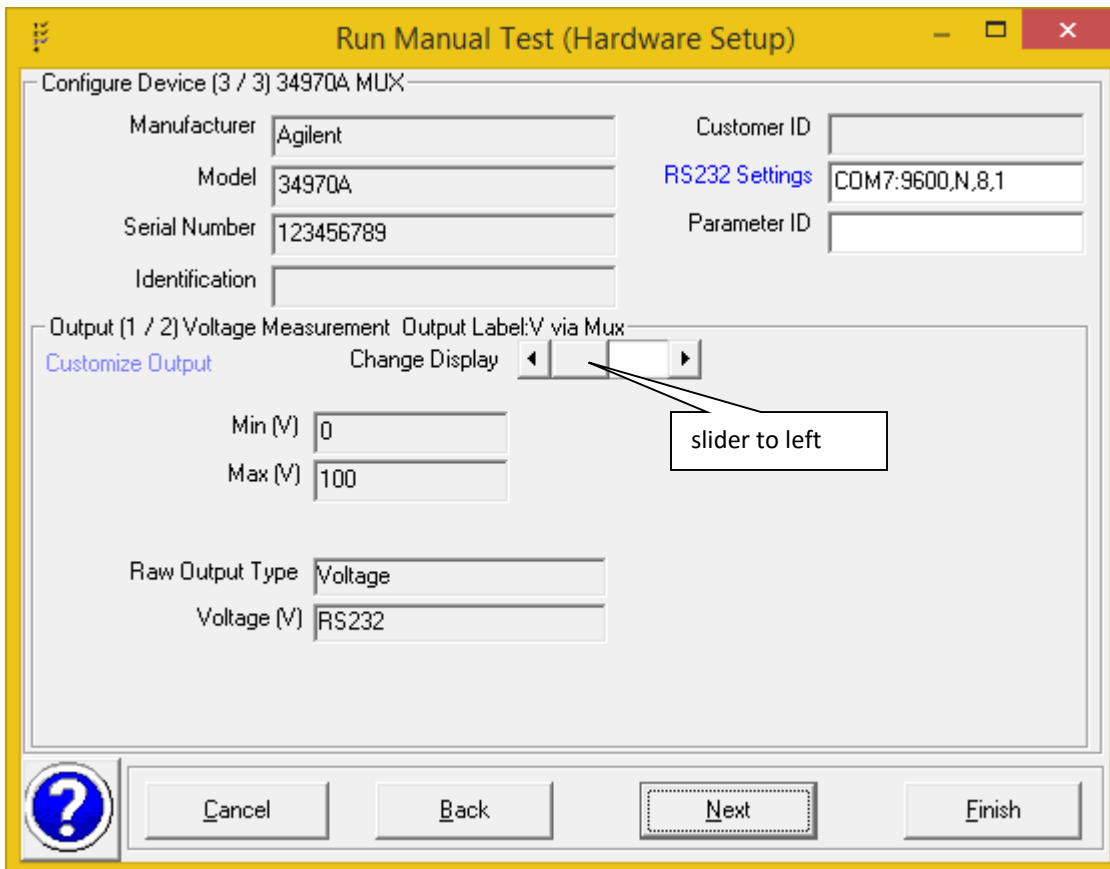 Run Manual Test (Hardware Setup)
Configure Device (3 / 3) 34970A MUX
Manufacturer Agilent
Customer ID
Model 34970A
RS232 Settings COM7:9600,N,8,1
Serial Number 123456789
Parameter ID
Identification
Output (1 / 2) Voltage Measurement Output Label:V via Mux
Customize Output
Change Display
slider to left
Min (V) 0
Max (V) 100
Raw Output Type Voltage
Voltage (V) RS232
?
Cancel Back Next Finish